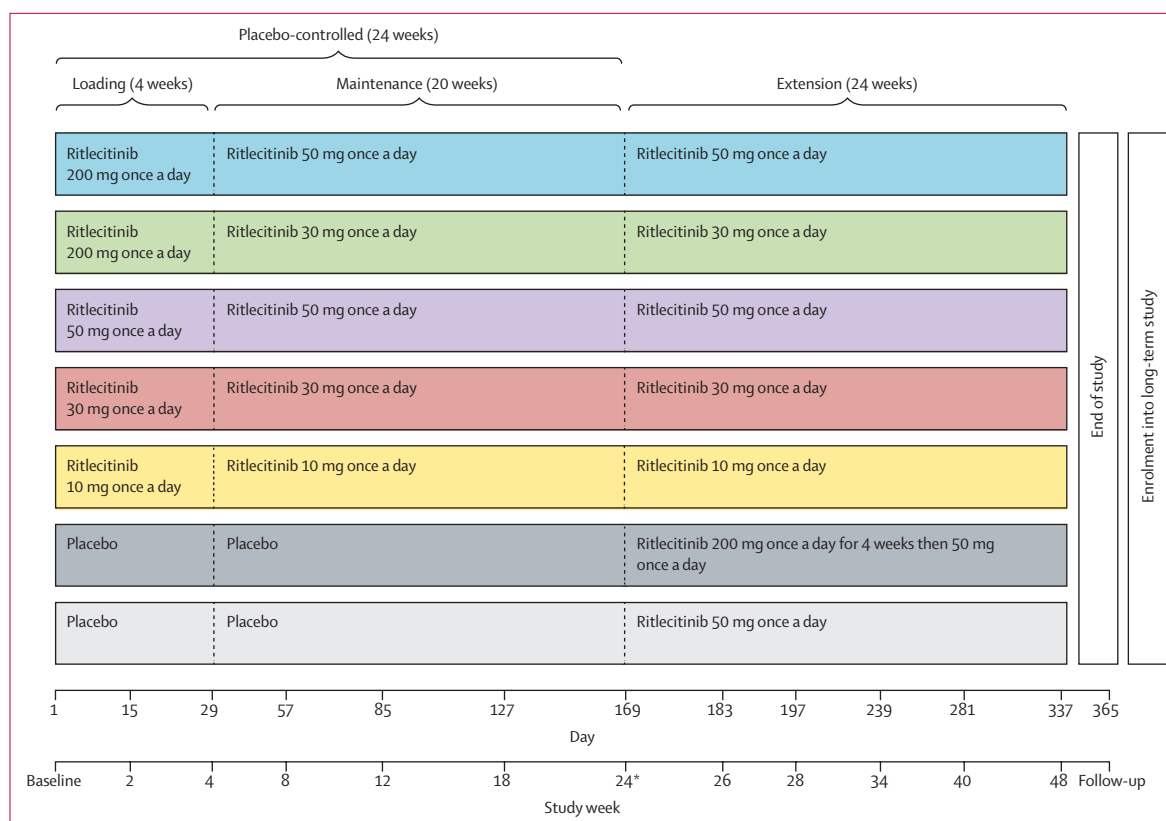 Placebo-controlled (24 weeks)
Loading (4 weeks)
Maintenance (20 weeks)
Extension (24 weeks)
Ritlecitinib
200 mg once a day
Ritlecitinib 50 mg once a day
Ritlecitinib 50 mg once a day
Ritlecitinib
200 mg once a day
Ritlecitinib 30 mg once a day
Ritlecitinib 30 mg once a day
Ritlecitinib
50 mg once a day
Ritlecitinib 50 mg once a day
Ritlecitinib 50 mg once a day
Ritlecitinib
30 mg once a day
Ritlecitinib 30 mg once a day
Ritlecitinib 30 mg once a day
Ritlecitinib
10 mg once a day
Ritlecitinib 10 mg once a day
Ritlecitinib 10 mg once a day
Placebo
Placebo
Ritlecitinib 200 mg once a day for 4 weeks then 50 mg
once a day
Placebo
Placebo
Ritlecitinib 50 mg once a day
End of study
Enrolment into long-term study
1 15 29 57 85 127 169 183 197 239 281 337 365
Day
Baseline 2 4 8 12 18 24* 26 28 34 40 48 Follow-up
Study week